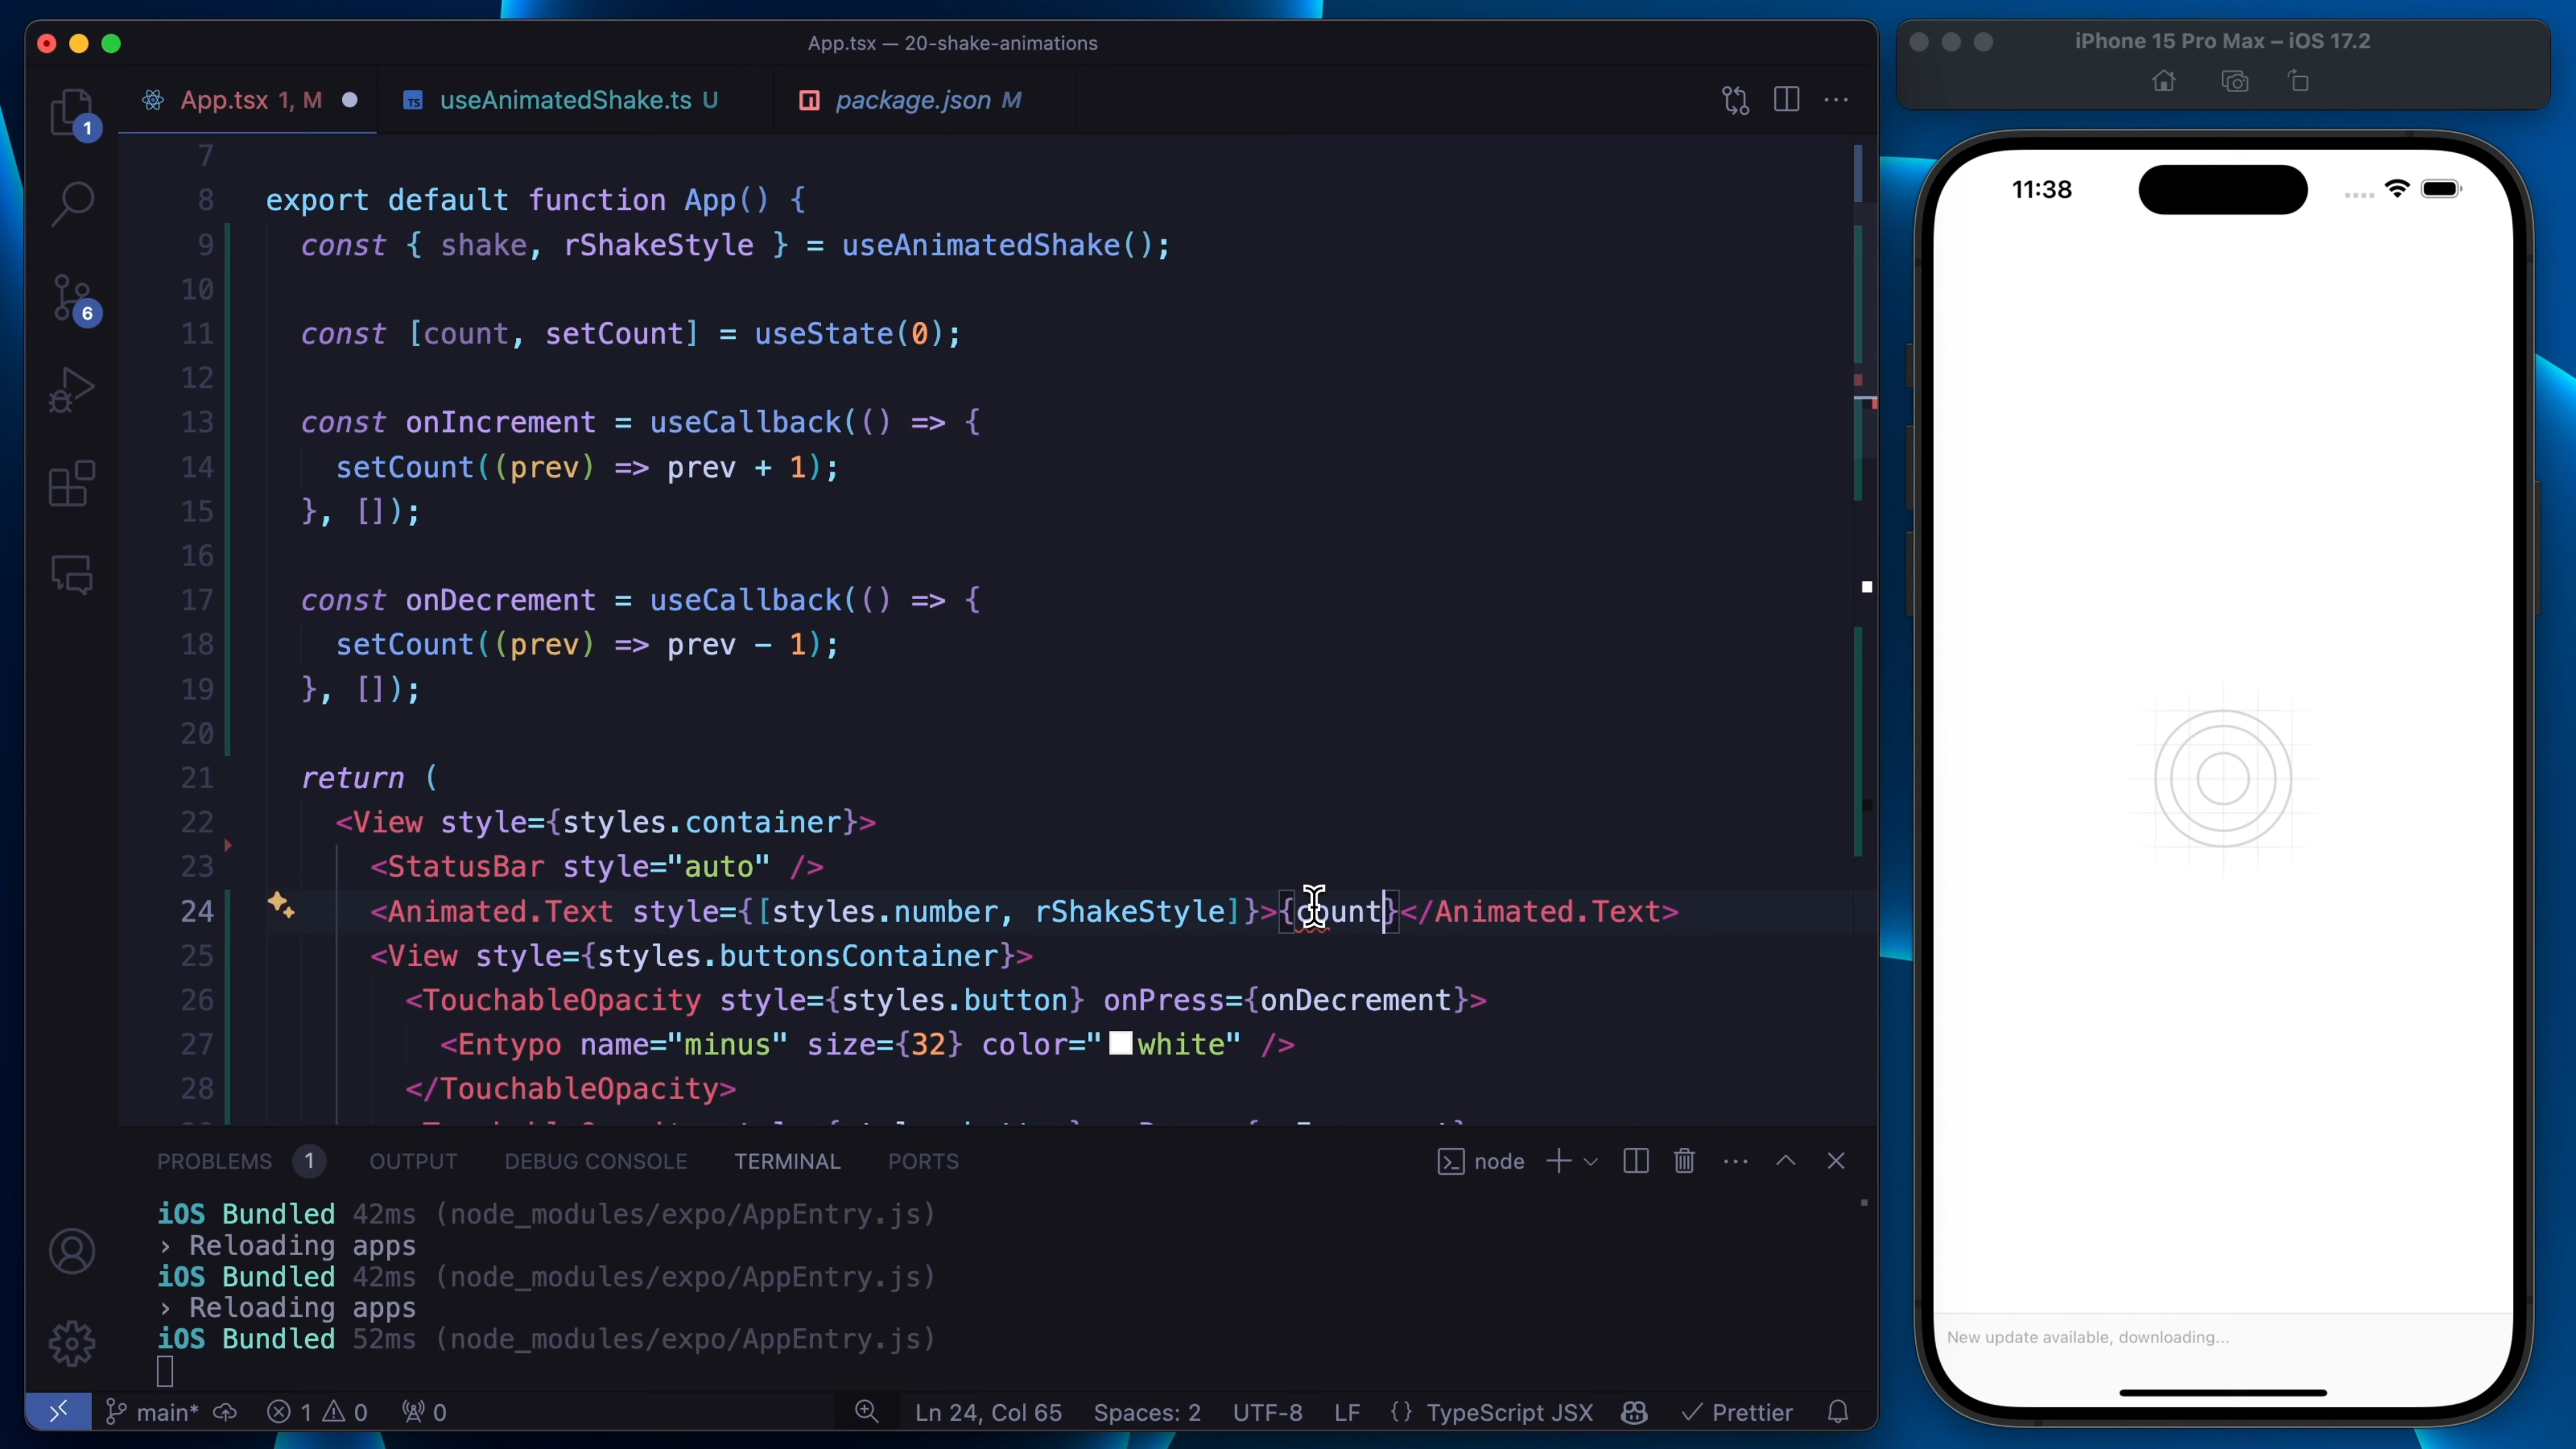 App.tsx — 20-shake-animations
App.tsx 1, M
TS useAnimatedShake.ts U
package.json M
1
6
7
8 export default function App() {
9 const { shake, rShakeStyle } = useAnimatedShake();
10
11 const [count, setCount] = useState(0);
12
13 const onIncrement = useCallback(() => {
14 setCount((prev) => prev + 1);
15 }, []);
16
17 const onDecrement = useCallback(() => {
18 setCount((prev) => prev - 1);
19 }, []);
20
21 return (
22 <View style={styles.container}>
23 <StatusBar style="auto" />
24 <Animated.Text style={[styles.number, rShakeStyle]}>{count}</Animated.Text>
25 <View style={styles.buttonsContainer}>
26 <TouchableOpacity style={styles.button} onPress={onDecrement}>
27 <Entypo name="minus" size={32} color="white" />
28 </TouchableOpacity>
PROBLEMS 1 OUTPUT DEBUG CONSOLE TERMINAL PORTS
node
iOS Bundled 42ms (node_modules/expo/AppEntry.js)
› Reloading apps
iOS Bundled 42ms (node_modules/expo/AppEntry.js)
› Reloading apps
iOS Bundled 52ms (node_modules/expo/AppEntry.js)
main* 1 0 0 Ln 24, Col 65 Spaces: 2 UTF-8 LF {} TypeScript JSX Prettier
iPhone 15 Pro Max – iOS 17.2
11:38
New update available, downloading...